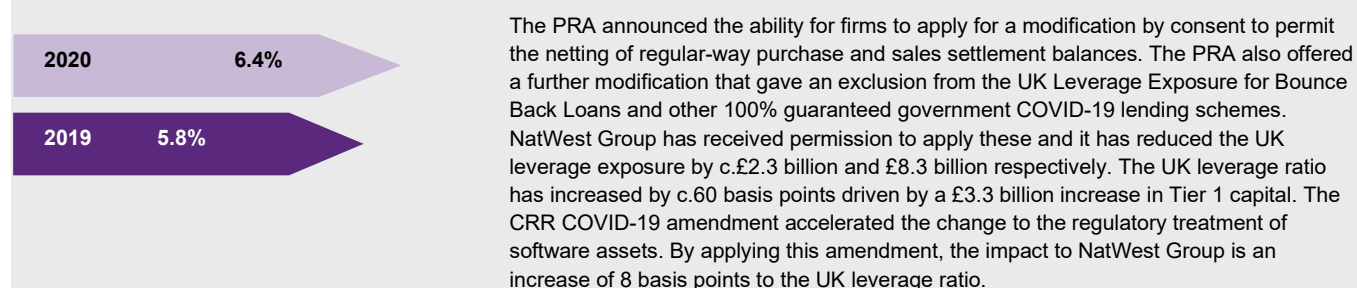 2020 6.4%
2019 5.8%
The PRA announced the ability for firms to apply for a modification by consent to permit
the netting of regular-way purchase and sales settlement balances. The PRA also offered
a further modification that gave an exclusion from the UK Leverage Exposure for Bounce
Back Loans and other 100% guaranteed government COVID-19 lending schemes.
NatWest Group has received permission to apply these and it has reduced the UK
leverage exposure by c.£2.3 billion and £8.3 billion respectively. The UK leverage ratio
has increased by c.60 basis points driven by a £3.3 billion increase in Tier 1 capital. The
CRR COVID-19 amendment accelerated the change to the regulatory treatment of
software assets. By applying this amendment, the impact to NatWest Group is an
increase of 8 basis points to the UK leverage ratio.